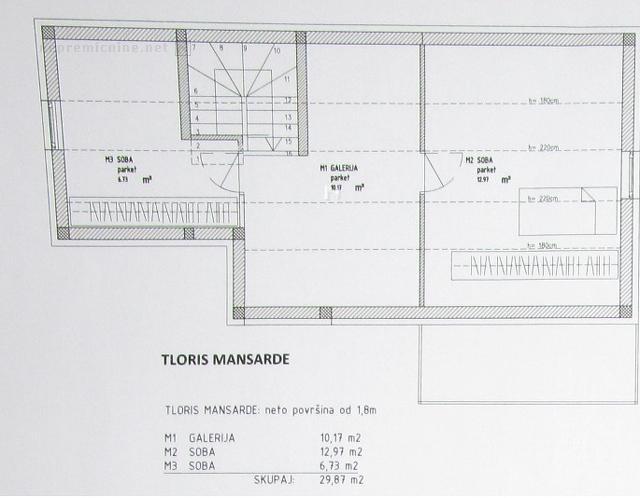 nepremicnine.net
7 8 9 10
11
6 12
5
4 13
14
3
2 15
1 16
h= 180cm
h= 220cm
M3 SOBA
parket
6.73 m²
M1 GALERIJA
parket
10.17 m²
M2 SOBA
parket
12.97 m²
h= 220cm
h= 180cm
TLORIS MANSARDE
TLORIS MANSARDE: neto površina od 1,8m
M1 GALERIJA 10,17 m2
M2 SOBA 12,97 m2
M3 SOBA 6,73 m2
SKUPAJ: 29,87 m2